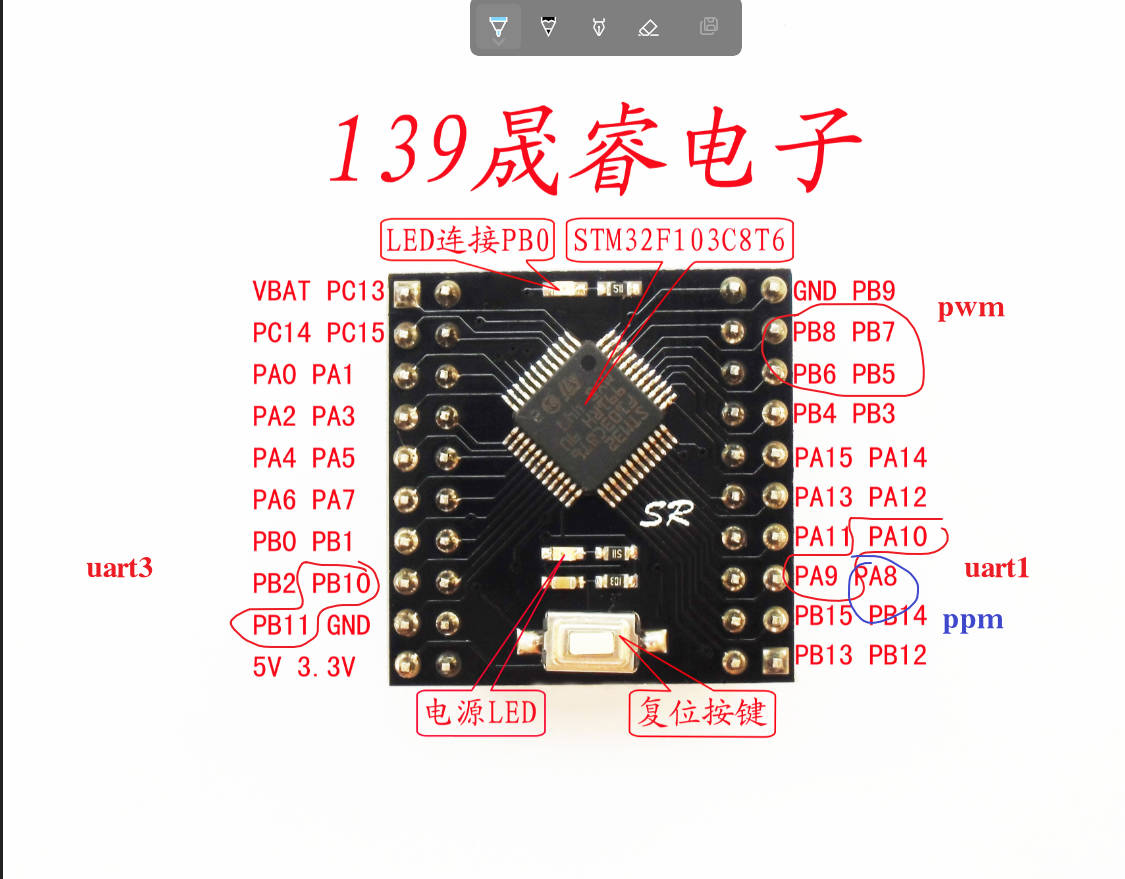 139晟睿电子
LED连接PB0 STM32F103C8T6
VBAT PC13 GND PB9
pwm
PC14 PC15 PB8 PB7
PA0 PA1 PB6 PB5
PA2 PA3 PB4 PB3
PA4 PA5 PA15 PA14
PA6 PA7 PA13 PA12
SR
PB0 PB1 PA11 PA10
uart3 uart1
PB2 PB10 PA9 PA8
PB11 GND PB15 PB14
ppm
5V 3.3V PB13 PB12
电源LED 复位按键